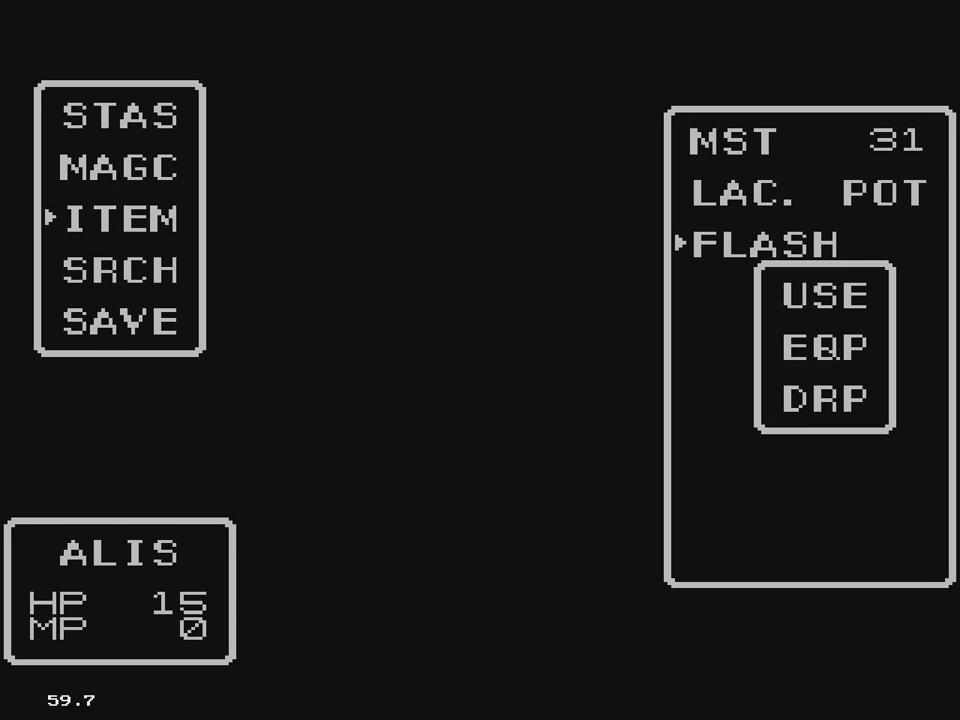 STAS
MAGC
ITEM
SRCH
SAVE
MST 31
LAC. POT
FLASH
USE
EQP
DRP
ALIS
HP 15
MP 0
59.7